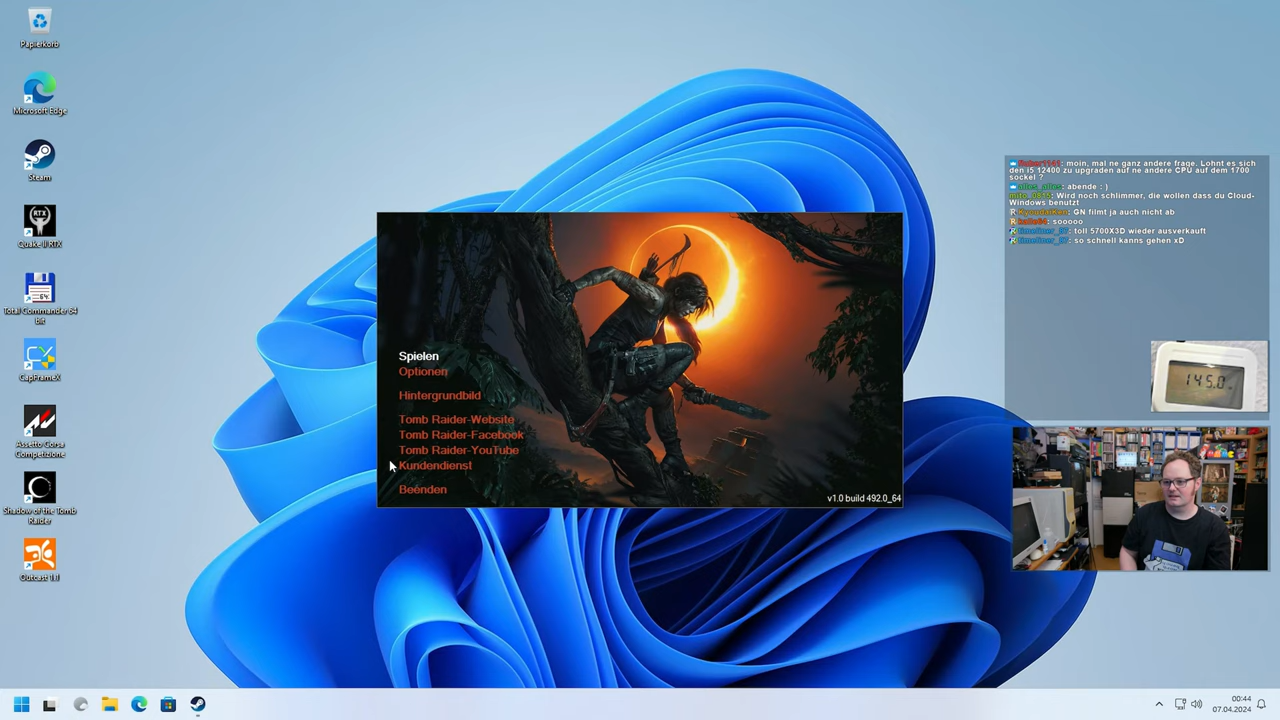 Papierkorb
Microsoft Edge
Steam
RTX
Quake II RTX
64
Total Commander 64
bit
CapFrameX
Assetto Corsa
Competizione
Shadow of the Tomb
Raider
Outcast 1.1
Spielen
Optionen
Hintergrundbild
Tomb Raider-Website
Tomb Raider-Facebook
Tomb Raider-YouTube
Kundendienst
Beenden
v1.0 build 492.0_64
: moin, mal ne ganz andere frage. Lohnt es sich
den i5 12400 zu upgraden auf ne andere CPU auf dem 1700
sockel ?
: abende : )
: Wird noch schlimmer, die wollen dass du Cloud-
Windows benutzt
: GN filmt ja auch nicht ab
: sooooo
: toll 5700X3D wieder ausverkauft
: so schnell kanns gehen xD
145.0
00:44
07.04.2024